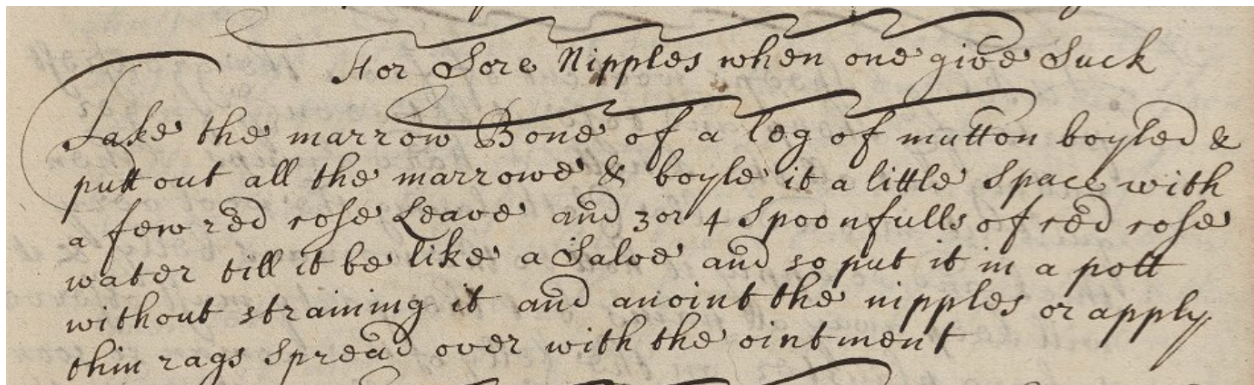 For Sore Nipples when one give Suck
Take the marrow Bone of a leg of mutton boyled &
putt out all the marrowe & boyle it a little Space with
a few red rose Leave and 3 or 4 Spoonfulls of red rose
water till it be like a Salve and so put it in a pott
without straining it and anoint the nipples or apply
thin rags Spread over with the ointment